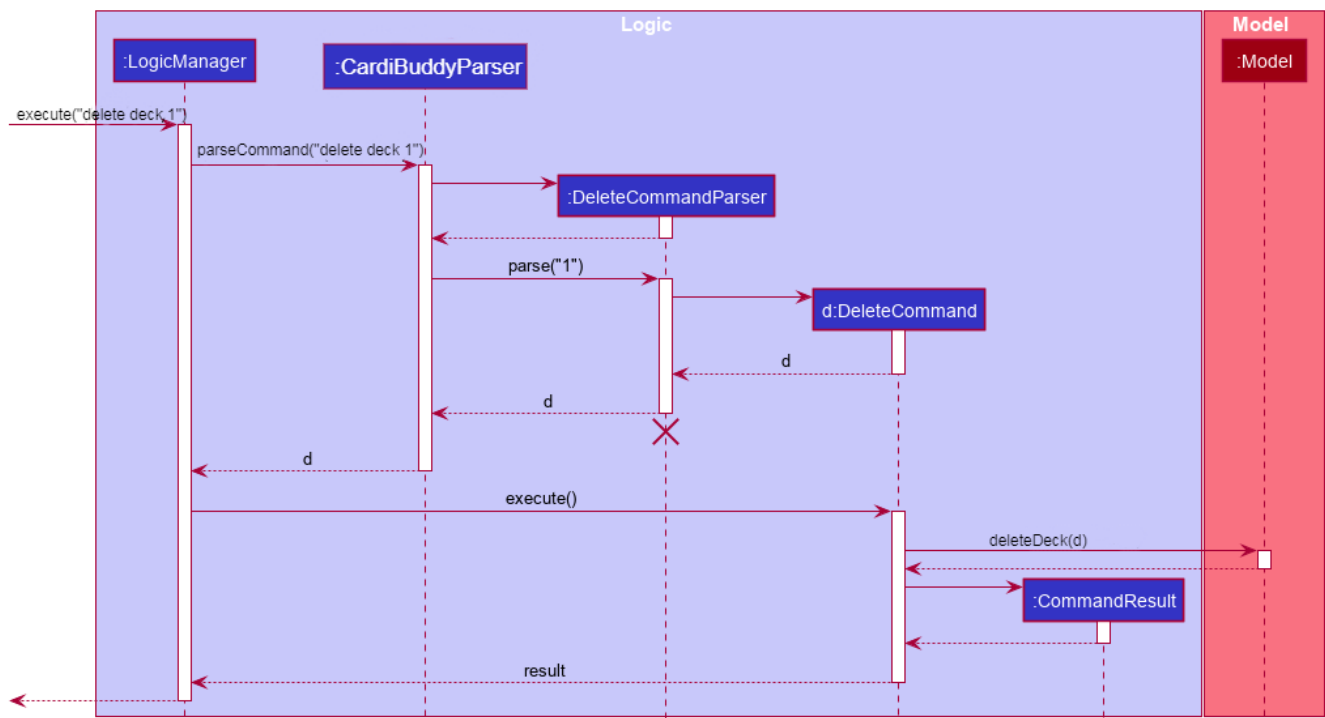 Logic
Model
:LogicManager
:CardiBuddyParser
:Model
execute("delete deck 1")
parseCommand("delete deck 1")
:DeleteCommandParser
parse("1")
d:DeleteCommand
d
d
d
execute()
deleteDeck(d)
:CommandResult
result